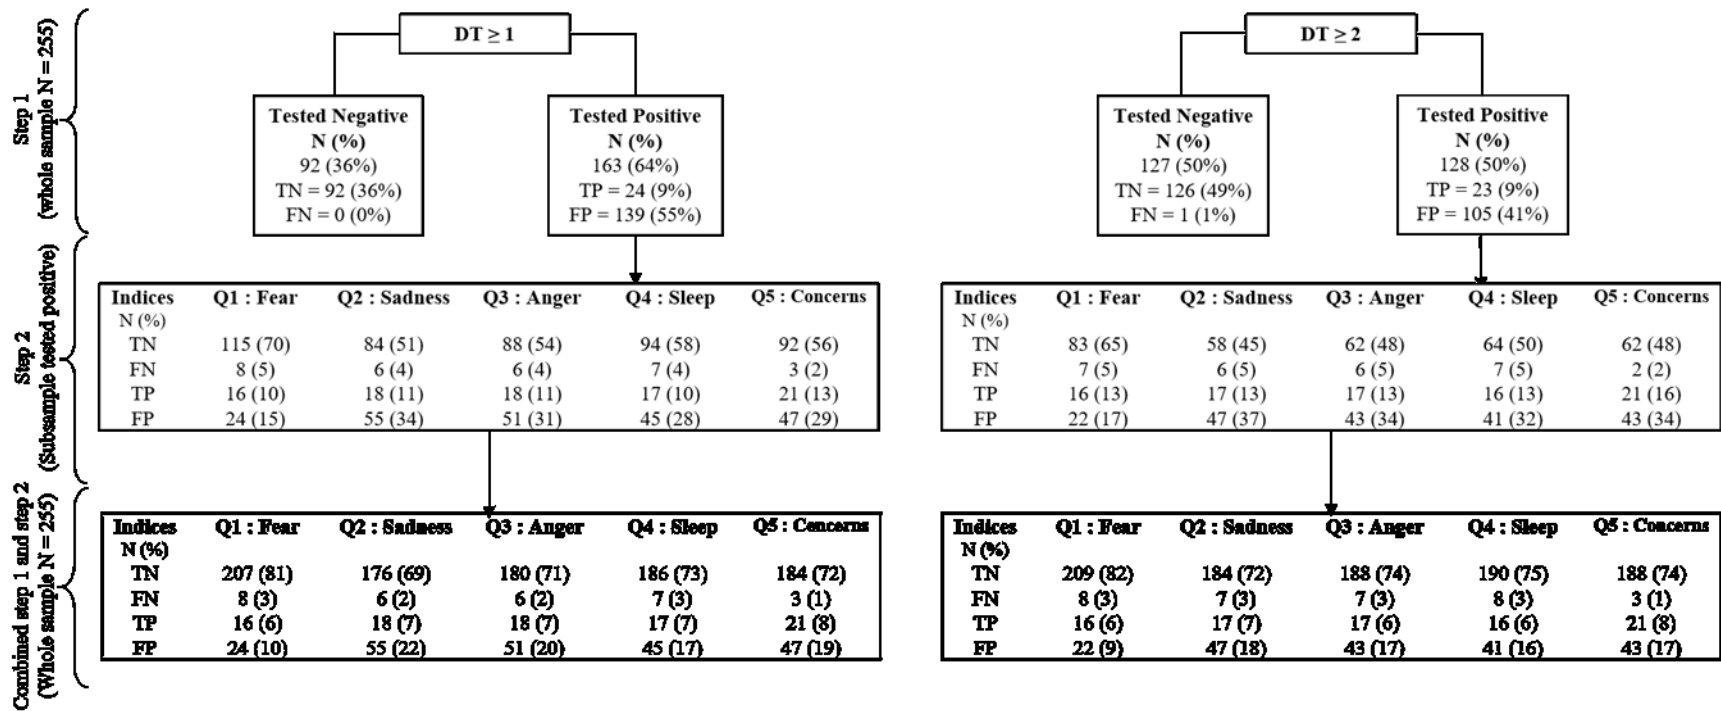 DT ≥ 1
Tested Negative
N (%)
92 (36%)
TN = 92 (36%)
FN = 0 (0%)
Tested Positive
N (%)
163 (64%)
TP = 24 (9%)
FP = 139 (55%)
DT ≥ 2
Tested Negative
N (%)
127 (50%)
TN = 126 (49%)
FN = 1 (1%)
Tested Positive
N (%)
128 (50%)
TP = 23 (9%)
FP = 105 (41%)
Step 1
(whole sample N = 255)
Step 2
(Subsample tested positive)
Indices Q1 : Fear Q2 : Sadness Q3 : Anger Q4 : Sleep Q5 : Concerns
N (%)
TN 115 (70) 84 (51) 88 (54) 94 (58) 92 (56)
FN 8 (5) 6 (4) 6 (4) 7 (4) 3 (2)
TP 16 (10) 18 (11) 18 (11) 17 (10) 21 (13)
FP 24 (15) 55 (34) 51 (31) 45 (28) 47 (29)
Indices Q1 : Fear Q2 : Sadness Q3 : Anger Q4 : Sleep Q5 : Concerns
N (%)
TN 83 (65) 58 (45) 62 (48) 64 (50) 62 (48)
FN 7 (5) 6 (5) 6 (5) 7 (5) 2 (2)
TP 16 (13) 17 (13) 17 (13) 16 (13) 21 (16)
FP 22 (17) 47 (37) 43 (34) 41 (32) 43 (34)
Combined step 1 and step 2
(Whole sample N = 255)
Indices Q1 : Fear Q2 : Sadness Q3 : Anger Q4 : Sleep Q5 : Concerns
N (%)
TN 207 (81) 176 (69) 180 (71) 186 (73) 184 (72)
FN 8 (3) 6 (2) 6 (2) 7 (3) 3 (1)
TP 16 (6) 18 (7) 18 (7) 17 (7) 21 (8)
FP 24 (10) 55 (22) 51 (20) 45 (17) 47 (19)
Indices Q1 : Fear Q2 : Sadness Q3 : Anger Q4 : Sleep Q5 : Concerns
N (%)
TN 209 (82) 184 (72) 188 (74) 190 (75) 188 (74)
FN 8 (3) 7 (3) 7 (3) 8 (3) 3 (1)
TP 16 (6) 17 (7) 17 (6) 16 (6) 21 (8)
FP 22 (9) 47 (18) 43 (17) 41 (16) 43 (17)